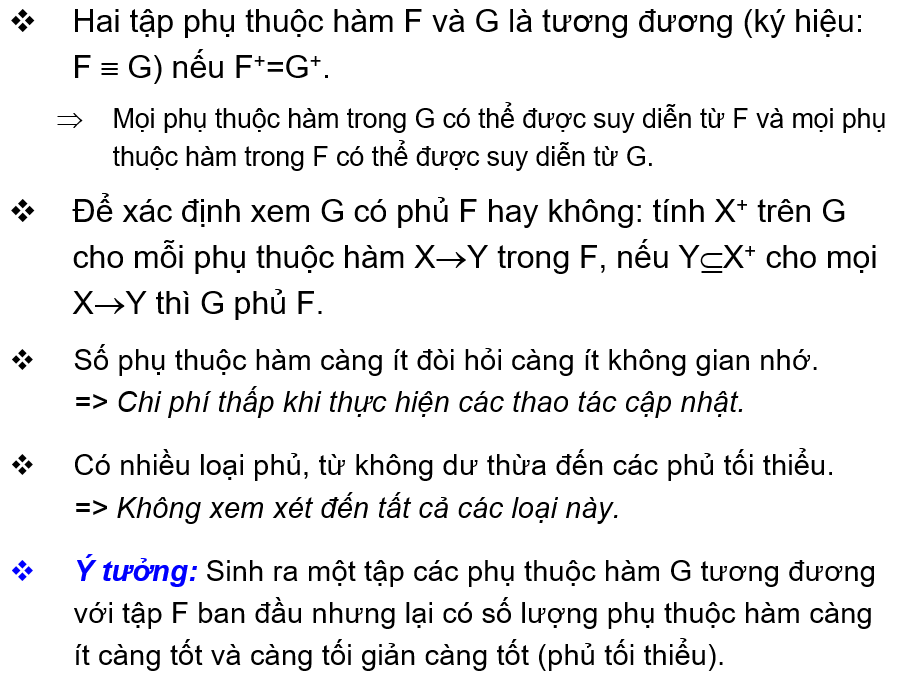 ❖ Hai tập phụ thuộc hàm F và G là tương đương (ký hiệu:
F ≡ G) nếu F⁺=G⁺.
⇒ Mọi phụ thuộc hàm trong G có thể được suy diễn từ F và mọi phụ
thuộc hàm trong F có thể được suy diễn từ G.
❖ Để xác định xem G có phủ F hay không: tính X⁺ trên G
cho mỗi phụ thuộc hàm X→Y trong F, nếu Y⊆X⁺ cho mọi
X→Y thì G phủ F.
❖ Số phụ thuộc hàm càng ít đòi hỏi càng ít không gian nhớ.
=> Chi phí thấp khi thực hiện các thao tác cập nhật.
❖ Có nhiều loại phủ, từ không dư thừa đến các phủ tối thiểu.
=> Không xem xét đến tất cả các loại này.
❖ Ý tưởng: Sinh ra một tập các phụ thuộc hàm G tương đương
với tập F ban đầu nhưng lại có số lượng phụ thuộc hàm càng
ít càng tốt và càng tối giản càng tốt (phủ tối thiểu).